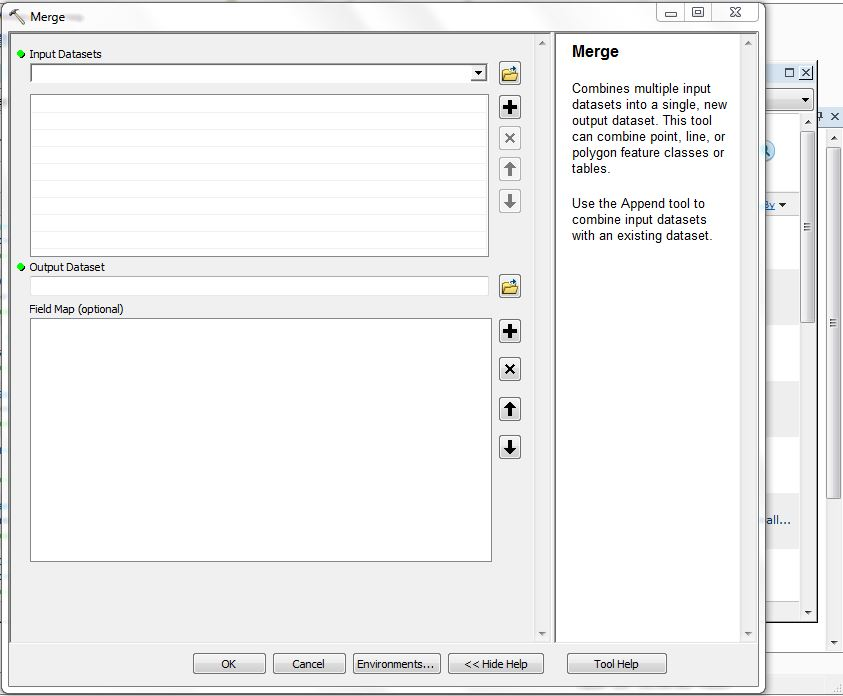 Merge
Input Datasets
Output Dataset
Field Map (optional)
Merge
Combines multiple input
datasets into a single, new
output dataset. This tool
can combine point, line, or
polygon feature classes or
tables.
Use the Append tool to
combine input datasets
with an existing dataset.
By
all...
OK
Cancel
Environments...
<< Hide Help
Tool Help